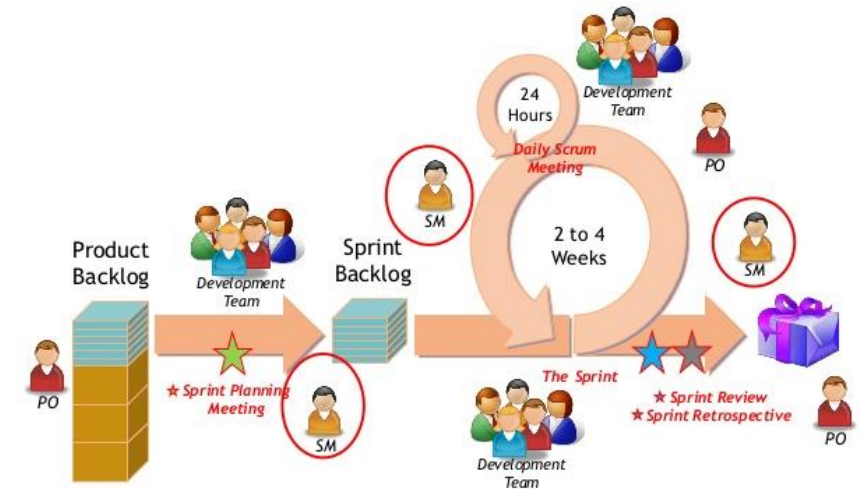 24
Hours
Development
Team
Daily Scrum
Meeting
PO
SM
Product
Backlog
Development
Team
Sprint
Backlog
2 to 4
Weeks
SM
PO
Sprint Planning
Meeting
SM
The Sprint
Sprint Review
Sprint Retrospective
Development
Team
PO